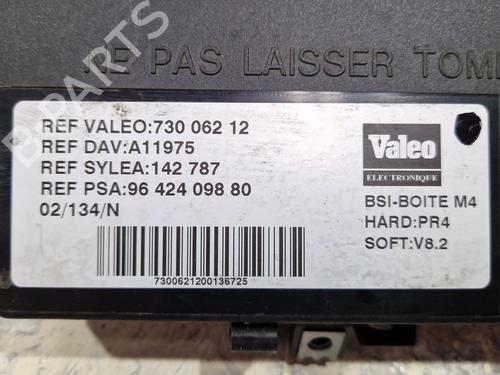 NE PAS LAISSER TOM
REF VALEO:730 062 12
REF DAV:A11975
REF SYLEA:142 787
REF PSA:96 424 098 80
02/134/N
7300621200136725
Valeo
ELECTRONIQUE
BSI-BOITE M4
HARD:PR4
SOFT:V8.2
B-PARTS